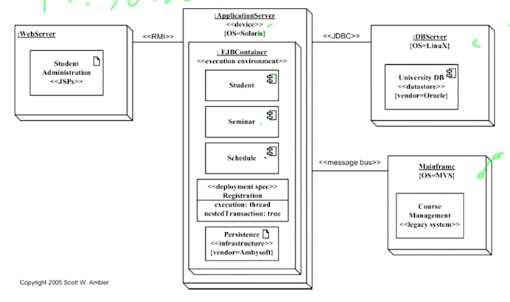 :WebServer
Student
Administration
<<JSPs>>
<<RMI>>
:ApplicationServer
<<device>>
{OS=Solaris}
: EJBContainer
<<execution environment>>
Student
Seminar
Schedule
<<deployment spec>>
Registration
execution: thread
nestedTransaction: true
Persistence
<<infrastructure>>
{vendor=Ambysoft}
<<JDBC>>
:DBServer
{OS=LinuX}
University DB
<<datastore>>
{vendor=Oracle}
<<message bus>>
Mainframe
{OS=MVS}
Course
Management
<<legacy system>>
Copyright 2005 Scott W. Ambler